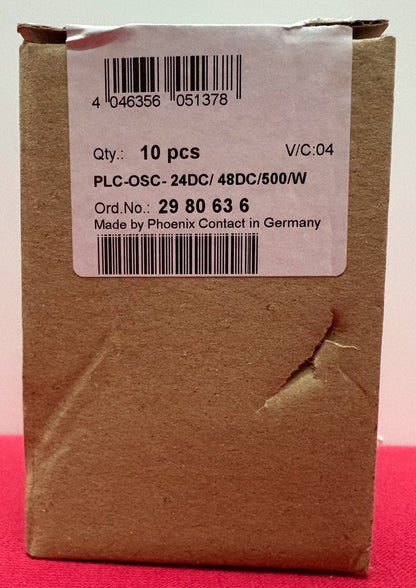 4 046356 051378
Qty.: 10 pcs V/C:04
PLC-OSC- 24DC/ 48DC/500/W
Ord.No.: 29 80 63 6
Made by Phoenix Contact in Germany